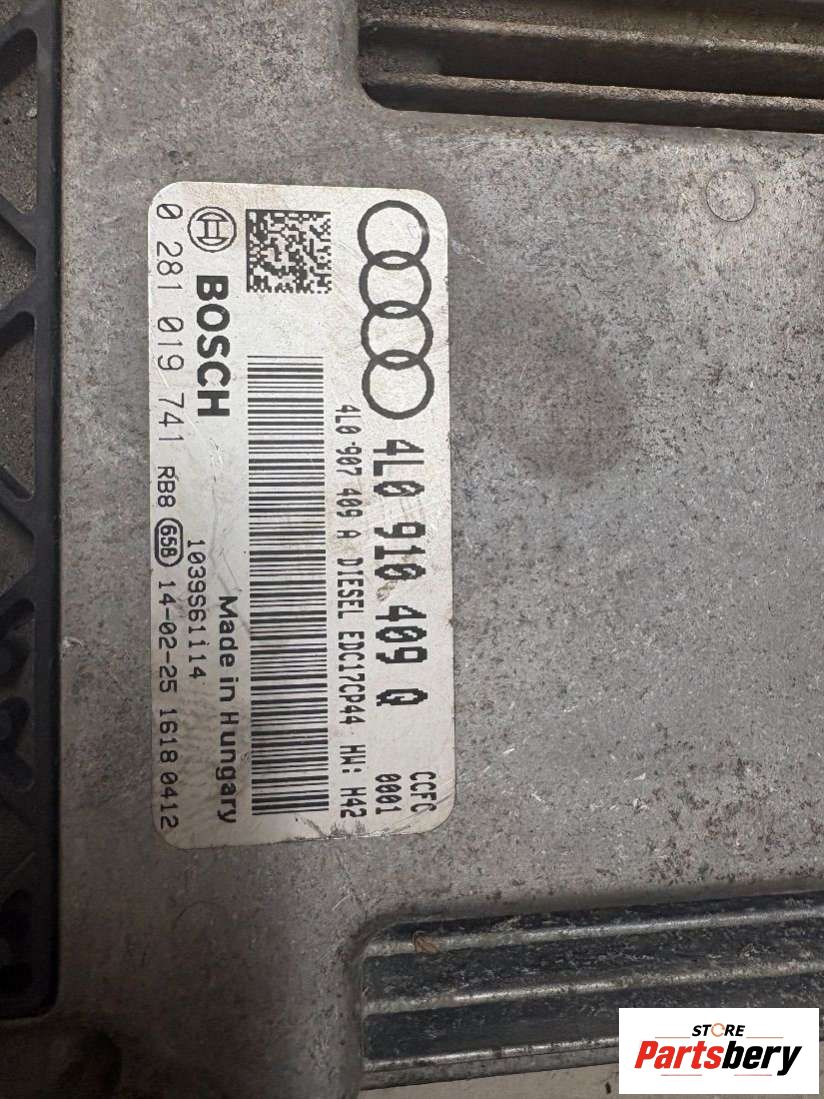 4L0 910 409 Q
CCFC
0001
4L0 907 409 A DIESEL EDC17CP44 HW: H42
BOSCH
Made in Hungary
1039S61114
0 281 019 741 RB8 658 14-02-25 1618 0412
STORE
Partsbery